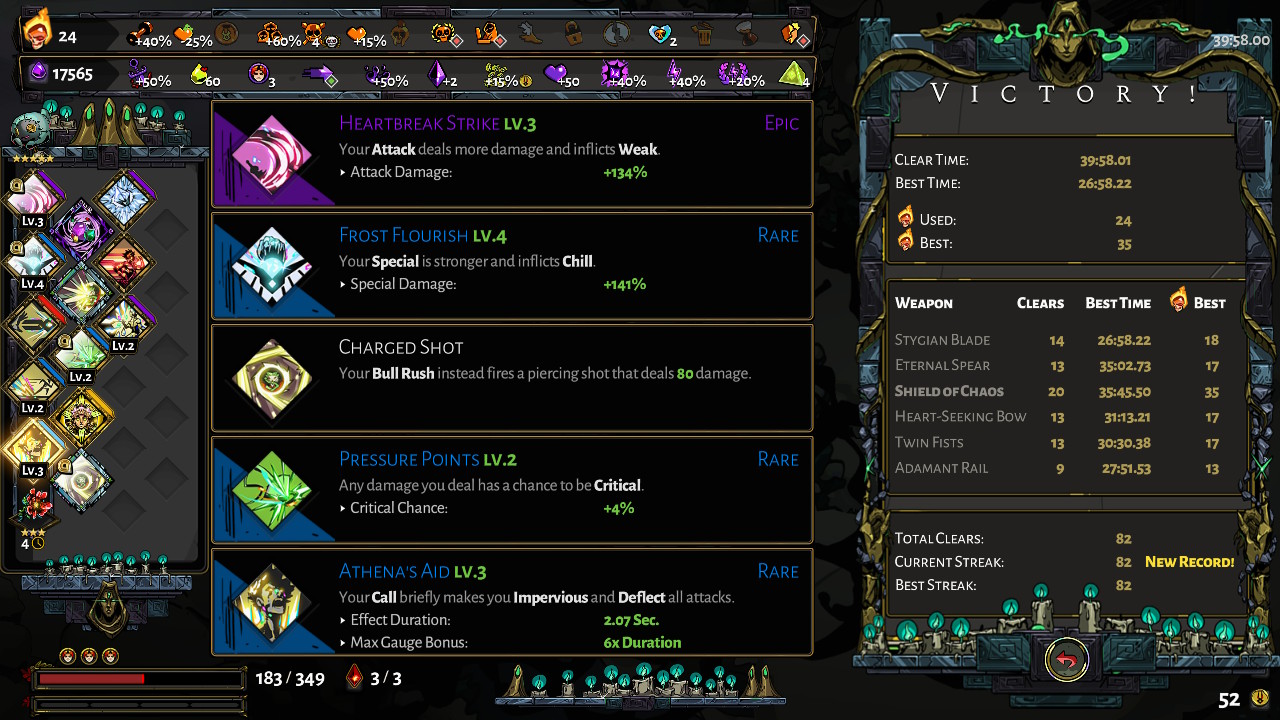 24
+40%
-25%
+60%
4
+15%
2
17565
+50%
60
3
+50%
+2
+15%
+50
+40%
+40%
+20%
4
Lv.3
Lv.4
Lv.2
Lv.2
Lv.2
Lv.3
4
HEARTBREAK STRIKE LV.3
EPIC
Your Attack deals more damage and inflicts Weak.
Attack Damage: +134%
FROST FLOURISH LV.4
RARE
Your Special is stronger and inflicts Chill.
Special Damage: +141%
CHARGED SHOT
Your Bull Rush instead fires a piercing shot that deals 80 damage.
PRESSURE POINTS LV.2
RARE
Any damage you deal has a chance to be Critical.
Critical Chance: +4%
ATHENA'S AID LV.3
RARE
Your Call briefly makes you Impervious and Deflect all attacks.
Effect Duration: 2.07 Sec.
Max Gauge Bonus: 6x Duration
183 / 349
3 / 3
39:58.00
VICTORY!
CLEAR TIME: 39:58.01
BEST TIME: 26:58.22
USED: 24
BEST: 35
WEAPON CLEARS BEST TIME BEST
STYGIAN BLADE 14 26:58.22 18
ETERNAL SPEAR 13 35:02.73 17
SHIELD OF CHAOS 20 35:45.50 35
HEART-SEEKING BOW 13 31:13.21 17
TWIN FISTS 13 30:30.38 17
ADAMANT RAIL 9 27:51.53 13
TOTAL CLEARS: 82
CURRENT STREAK: 82 NEW RECORD!
BEST STREAK: 82
52